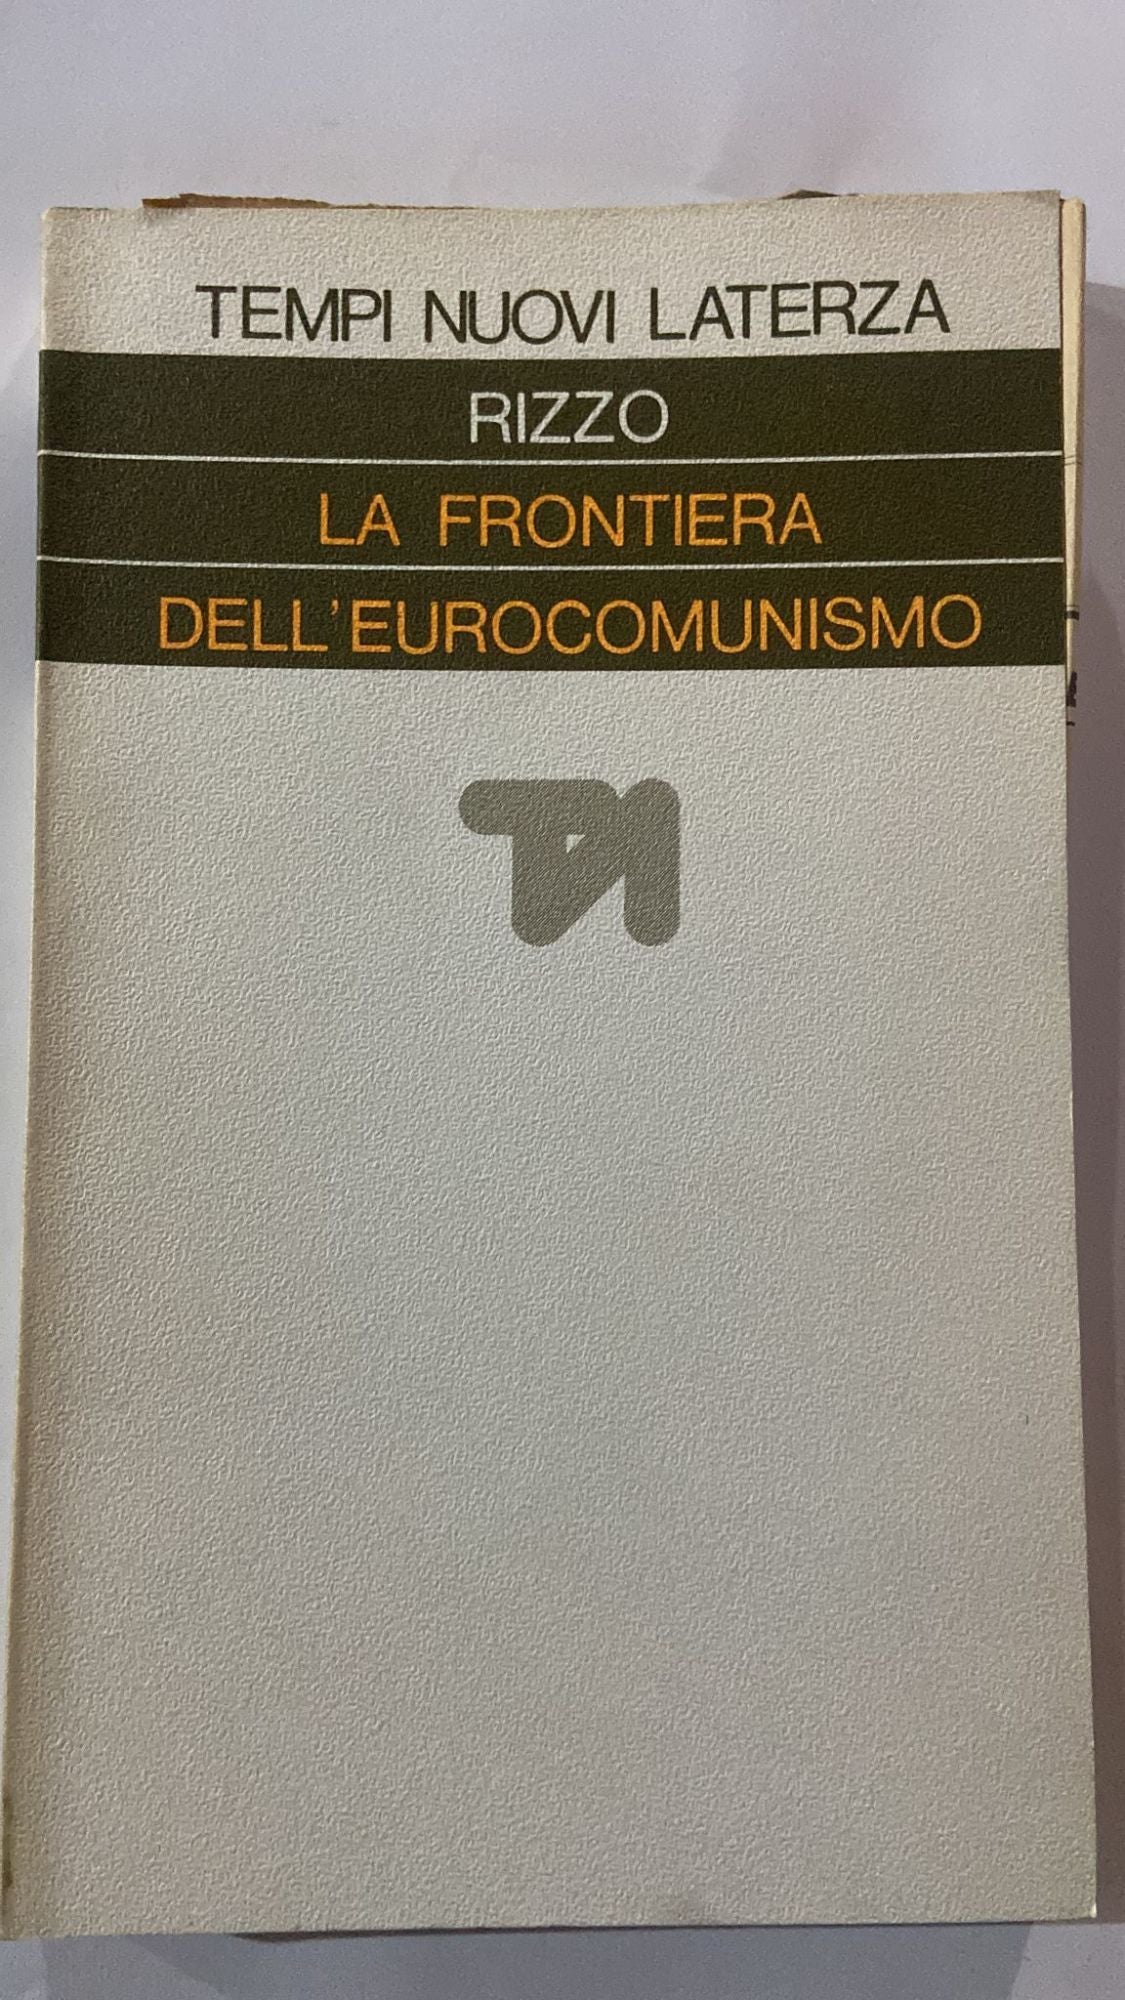 TEMPI NUOVI LATERZA
RIZZO
LA FRONTIERA
DELL'EUROCOMUNISMO